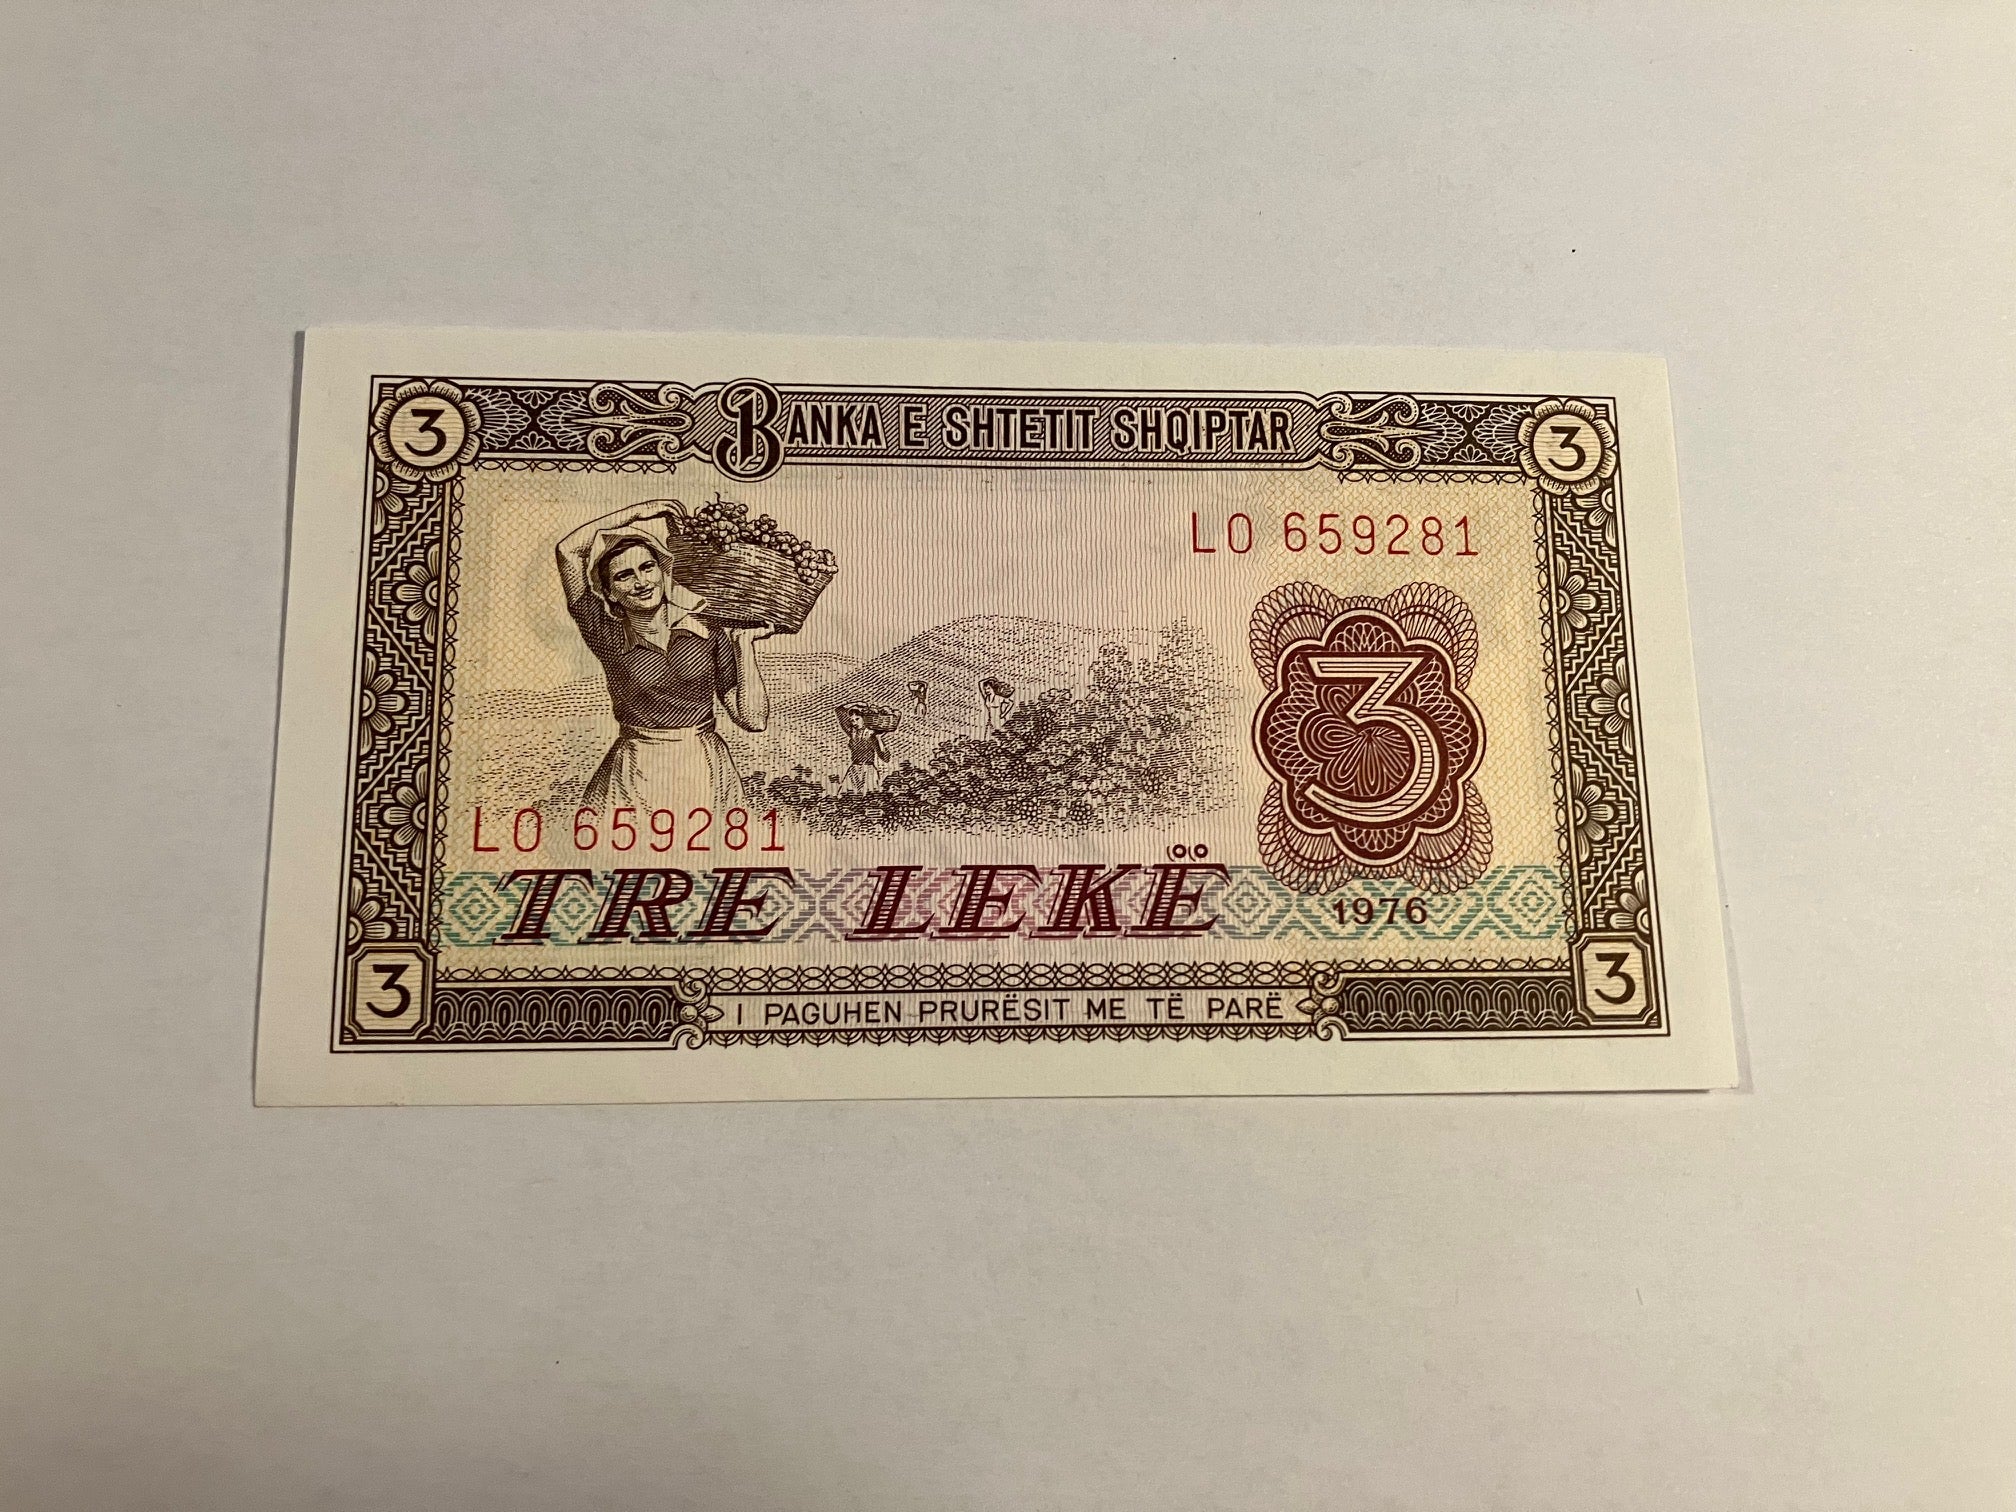 3 BANKA E SHTETIT SHQIPTAR 3
LO 659281
3
LO 659281
TRE LEKË 1976
3 I PAGUHEN PRURËSIT ME TË PARË 3